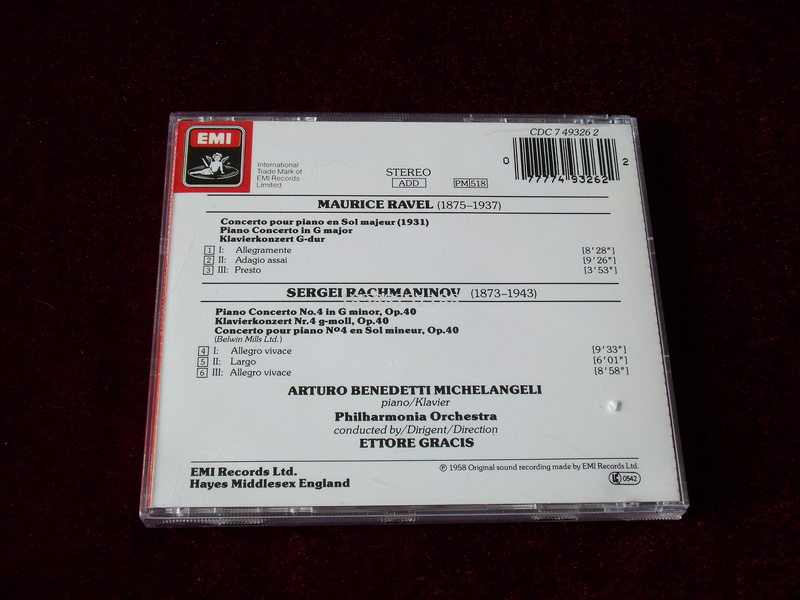 EMI
International
Trade Mark of
EMI Records
Limited
STEREO
ADD
PM 518
CDC 7 49326 2
0 77774 93262 2
MAURICE RAVEL (1875–1937)
Concerto pour piano en Sol majeur (1931)
Piano Concerto in G major
Klavierkonzert G-dur
1 I: Allegramente [8'28"]
2 II: Adagio assai [9'26"]
3 III: Presto [3'53"]
SERGEI RACHMANINOV (1873–1943)
Piano Concerto No.4 in G minor, Op.40
Klavierkonzert Nr.4 g-moll, Op.40
Concerto pour piano Nº4 en Sol mineur, Op.40
(Belwin Mills Ltd.)
4 I: Allegro vivace [9'33"]
5 II: Largo [6'01"]
6 III: Allegro vivace [8'58"]
ARTURO BENEDETTI MICHELANGELI
piano/Klavier
Philharmonia Orchestra
conducted by/Dirigent/Direction
ETTORE GRACIS
EMI Records Ltd.
Hayes Middlesex England
℗ 1958 Original sound recording made by EMI Records Ltd.
LC 0542